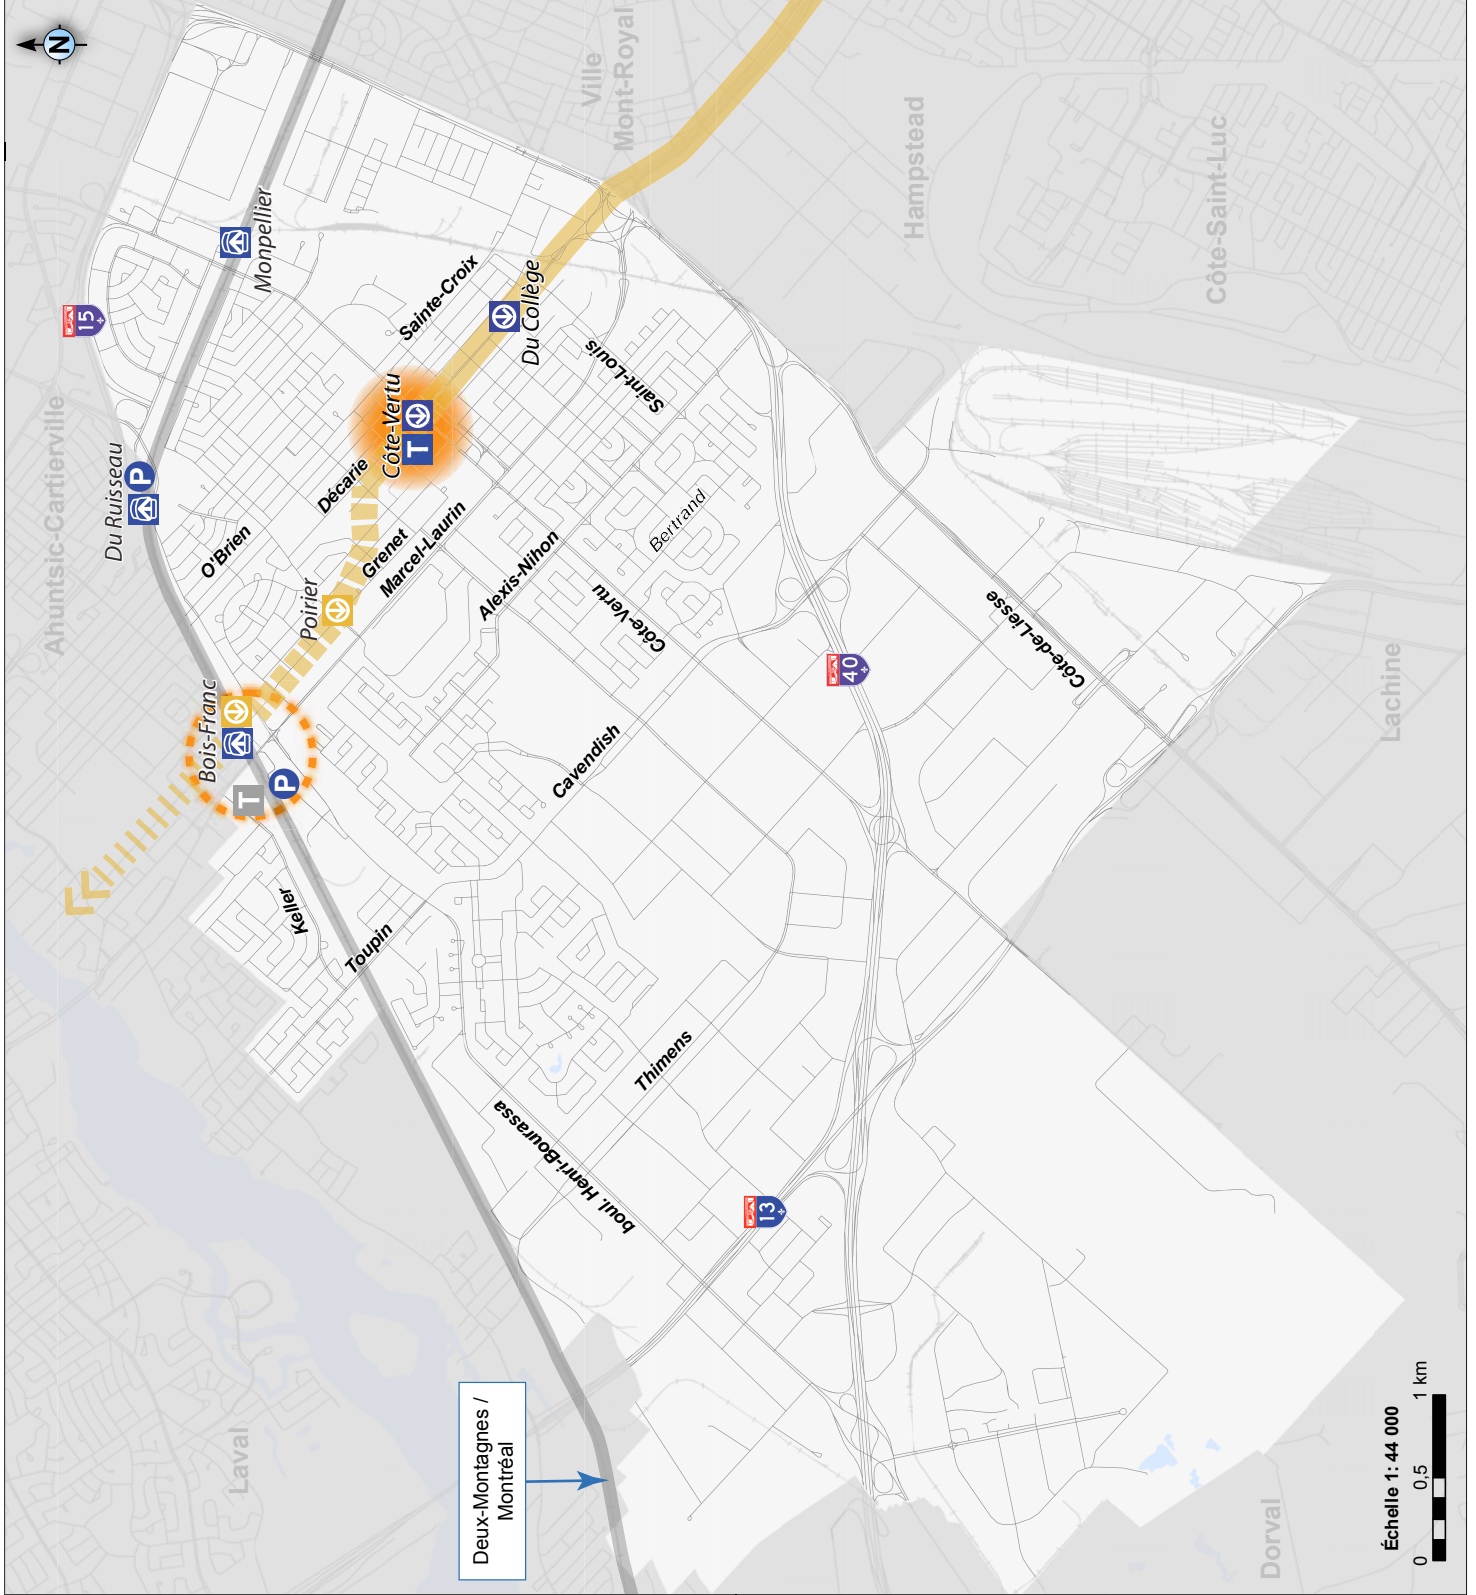 N
Ville
Mont-Royal
Hampstead
Côte-Saint-Luc
Ahuntsic-Cartierville
Lachine
Laval
Dorval
15
Monpellier
Sainte-Croix
Du Collège
Saint-Louis
Côte-Vertu
T
Du Ruisseau
P
Décarie
O'Brien
Grenet
Marcel-Laurin
Bertrand
Alexis-Nihon
Poirier
Côte-Vertu
Côte-de-Liesse
40
Bois-Franc
T
P
Cavendish
Keller
Toupin
Thimens
boul. Henri-Bourassa
13
Deux-Montagnes /
Montréal
Échelle 1: 44 000
0 0,5 1 km